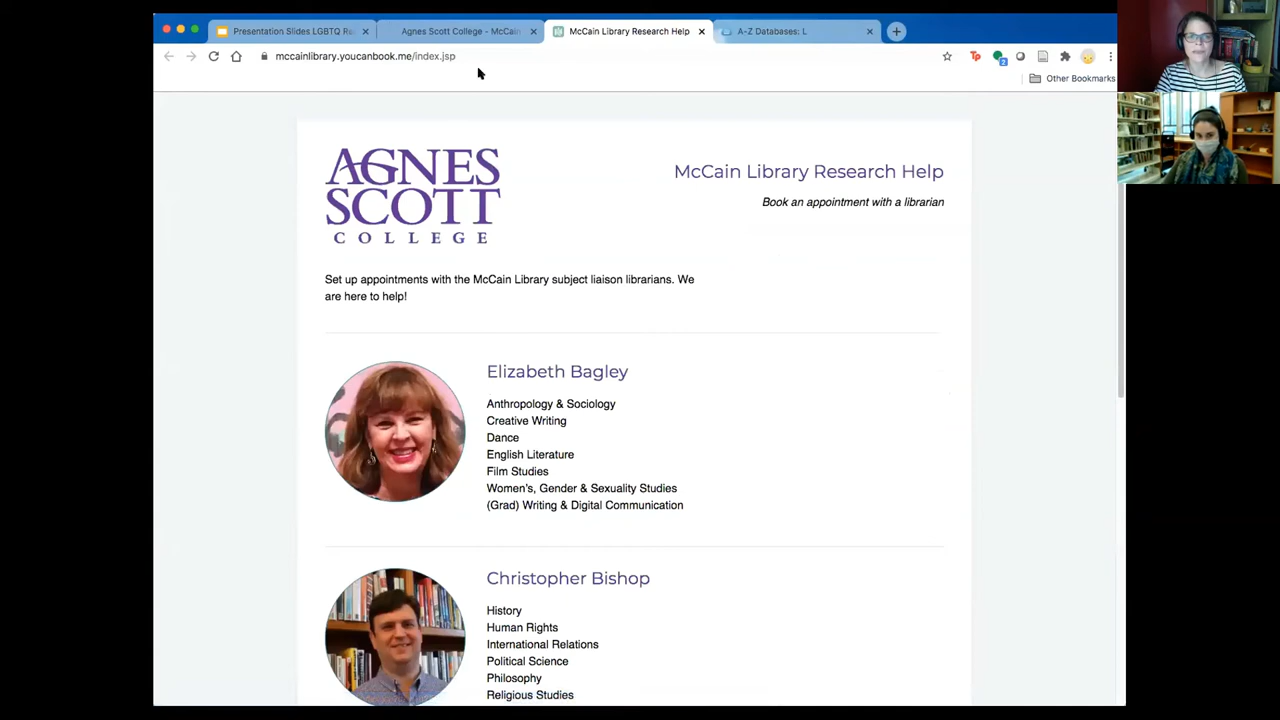 Presentation Slides LGBTQ Re
Agnes Scott College - McCain
McCain Library Research Help
A-Z Databases: L
mccainlibrary.youcanbook.me/index.jsp
2
Other Bookmarks
AGNES
SCOTT
COLLEGE
McCain Library Research Help
Book an appointment with a librarian
Set up appointments with the McCain Library subject liaison librarians. We
are here to help!
Elizabeth Bagley
Anthropology & Sociology
Creative Writing
Dance
English Literature
Film Studies
Women's, Gender & Sexuality Studies
(Grad) Writing & Digital Communication
Christopher Bishop
History
Human Rights
International Relations
Political Science
Philosophy
Religious Studies